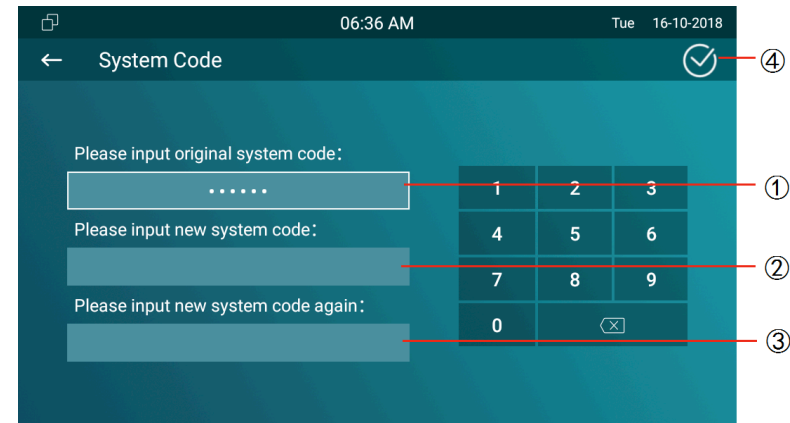 06:36 AM Tue 16-10-2018
System Code ④
Please input original system code：
•••••• ①
1 2 3
Please input new system code：
4 5 6
②
7 8 9
Please input new system code again：
0
③